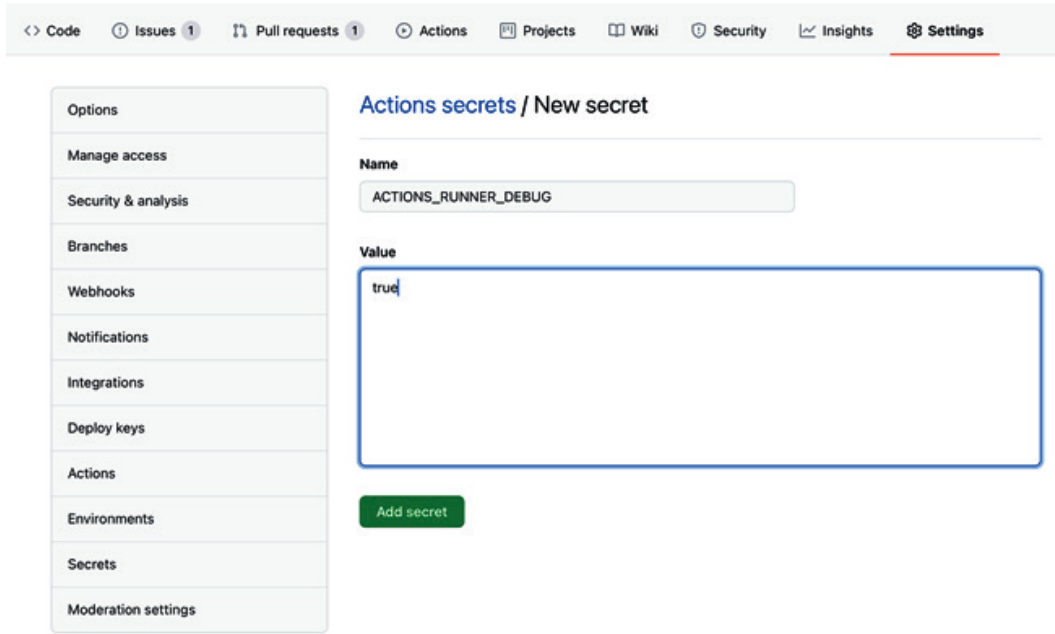 <> Code Issues 1 Pull requests 1 Actions Projects Wiki Security Insights Settings
Options
Manage access
Security & analysis
Branches
Webhooks
Notifications
Integrations
Deploy keys
Actions
Environments
Secrets
Moderation settings
Actions secrets / New secret
Name
ACTIONS_RUNNER_DEBUG
Value
true
Add secret